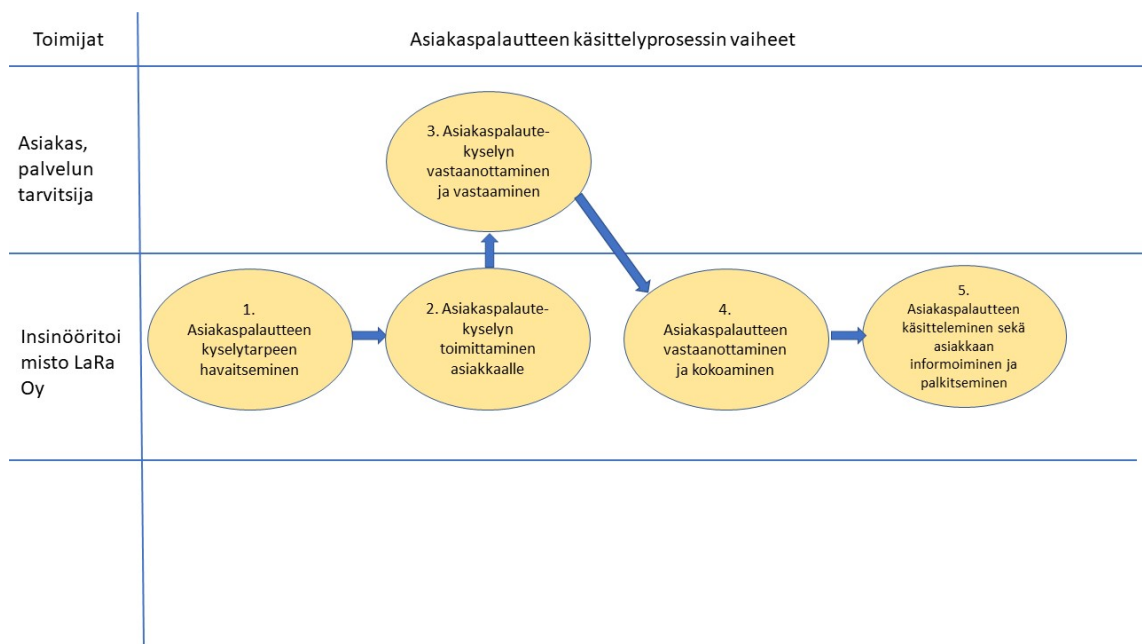 Toimijat
Asiakaspalautteen käsittelyprosessin vaiheet
Asiakas,
palvelun
tarvitsija
3. Asiakaspalaute-
kyselyn
vastaanottaminen
ja vastaaminen
Insinööritoi
misto LaRa
Oy
1.
Asiakaspalautteen
kyselytarpeen
havaitseminen
2. Asiakaspalaute-
kyselyn
toimittaminen
asiakkaalle
4.
Asiakaspalautteen
vastaanottaminen
ja kokoaminen
5.
Asiakaspalautteen
käsitteleminen sekä
asiakkaan
informoiminen ja
palkitseminen